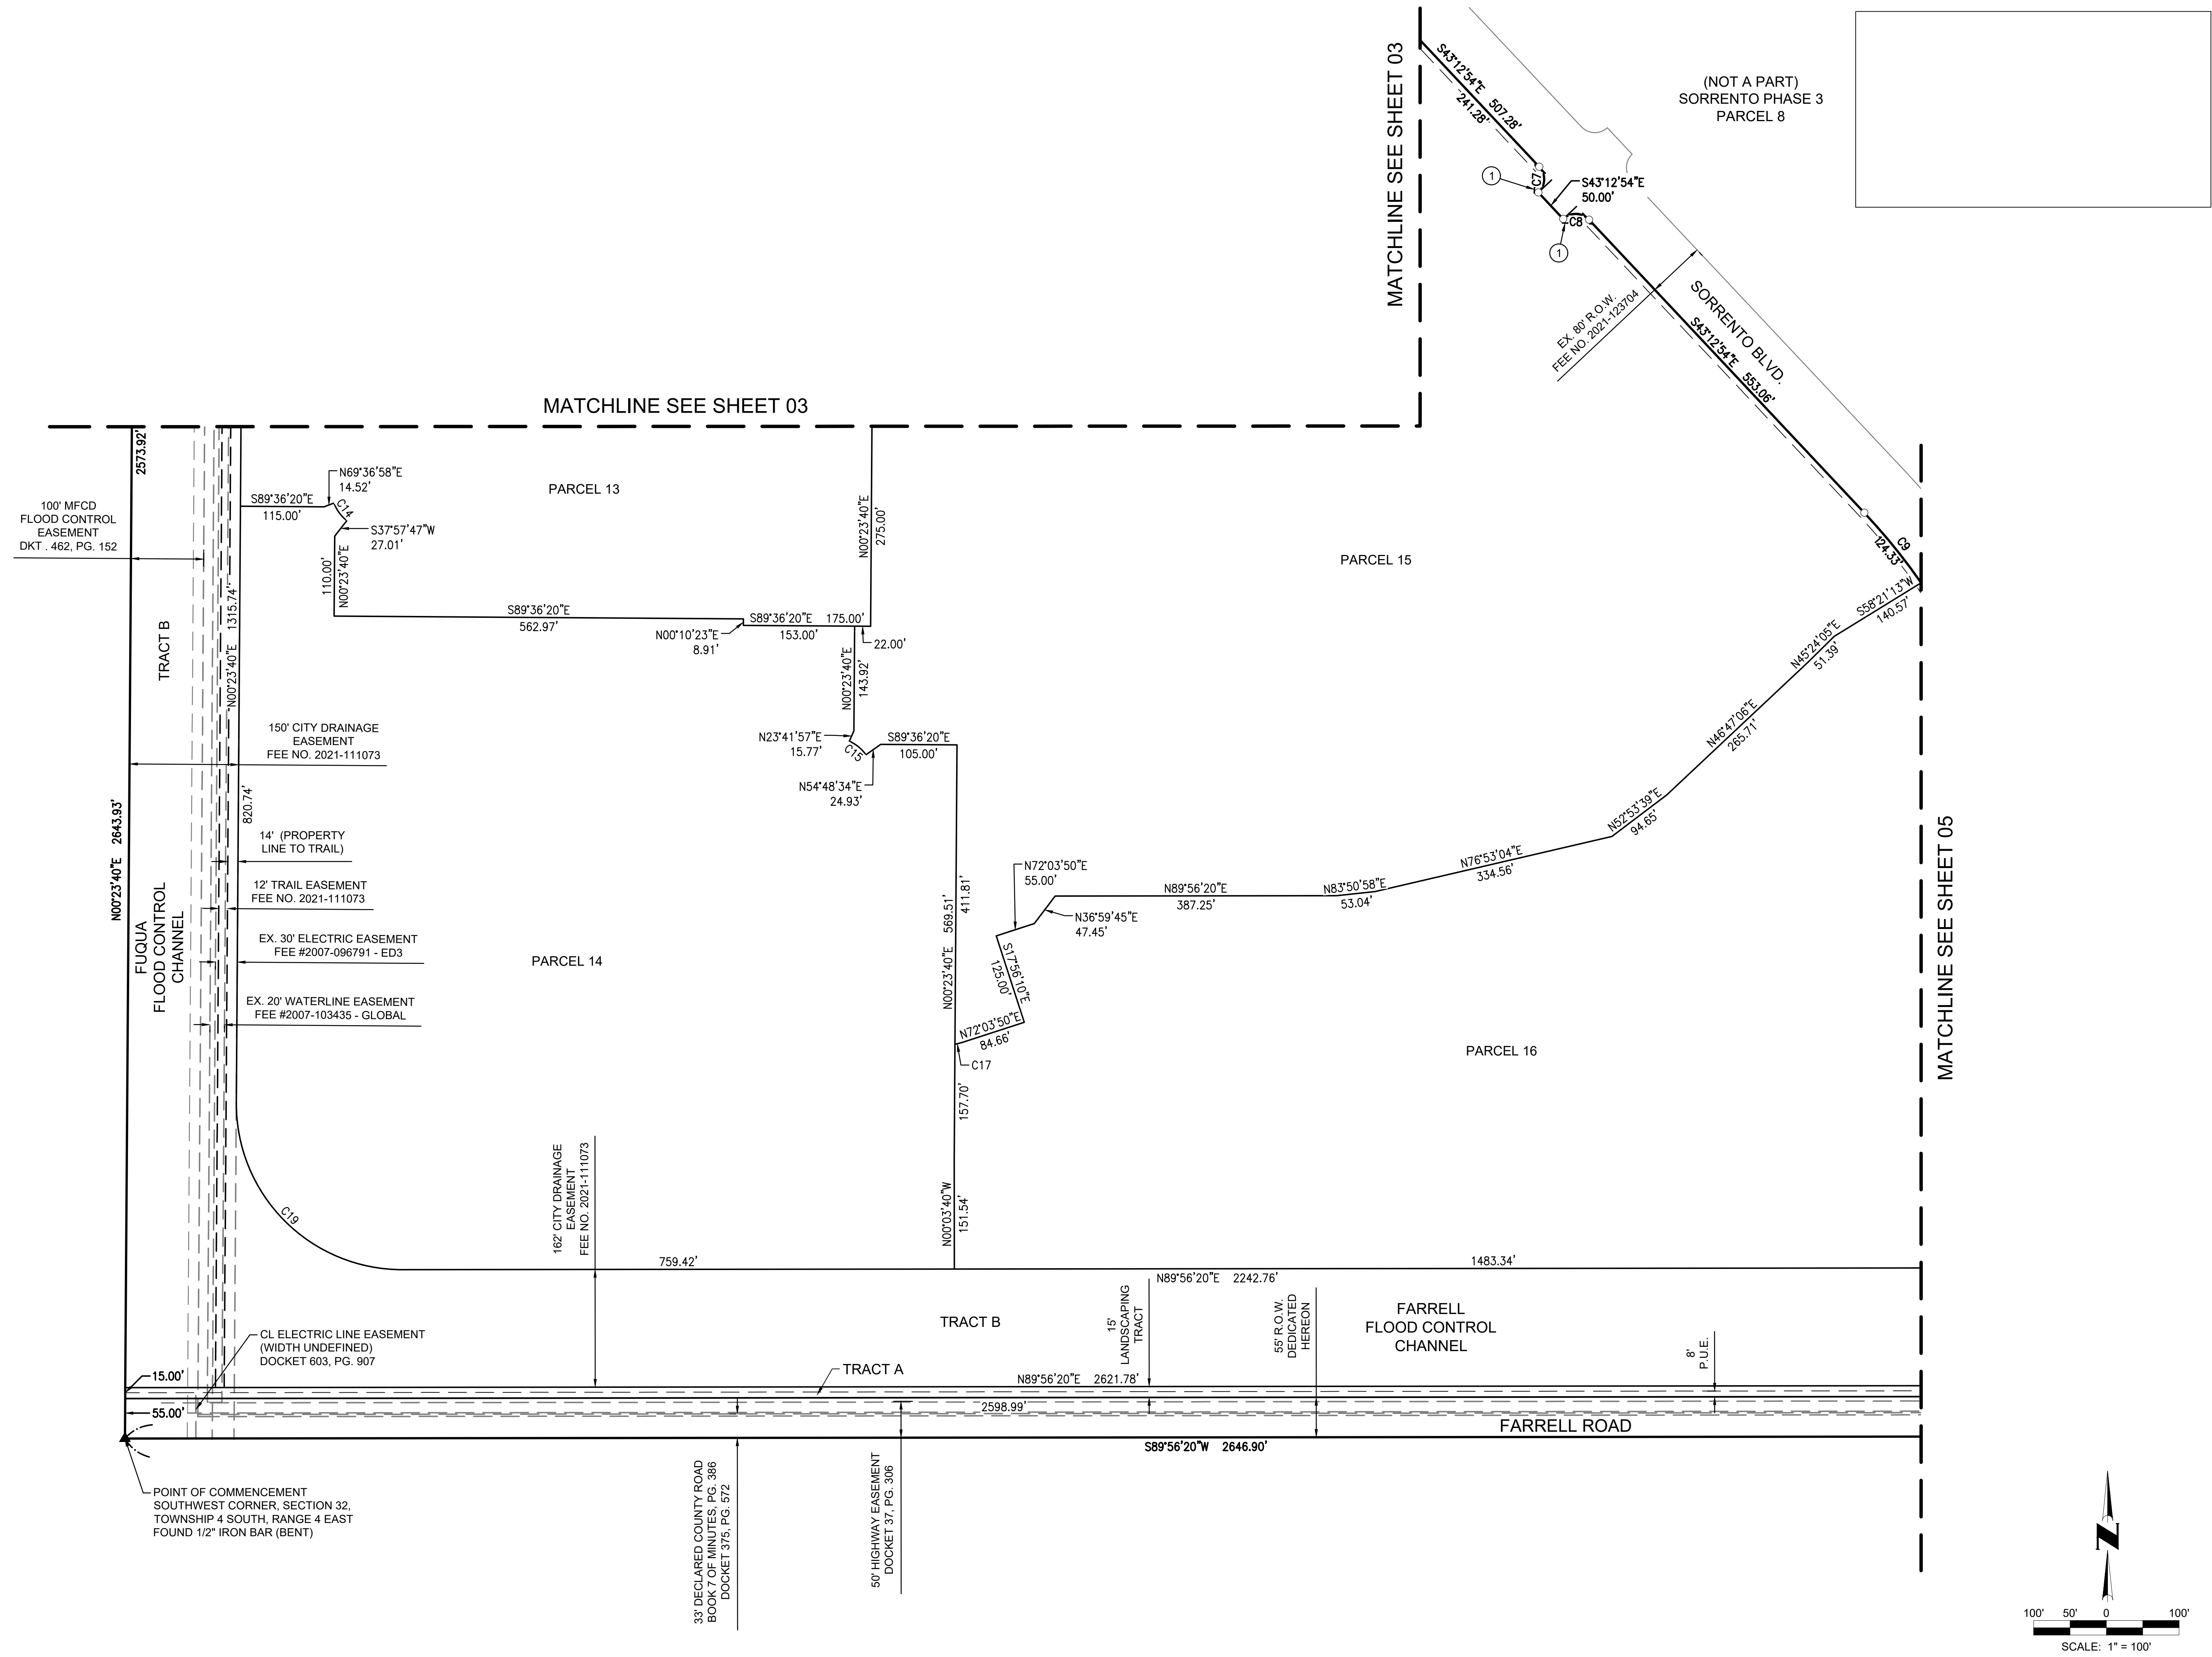 MATCHLINE SEE SHEET 03
S43°12'54"E 507.28'
241.28'
(NOT A PART)
SORRENTO PHASE 3
PARCEL 8
1
C7
S43°12'54"E
50.00'
C8
1
EX. 80' R.O.W.
FEE NO. 2021-123704
SORRENTO BLVD.
S43°12'54"E 553.06'
C9
124.33'
MATCHLINE SEE SHEET 03
2573.92'
100' MFCD
FLOOD CONTROL
EASEMENT
DKT . 462, PG. 152
TRACT B
N00°23'40"E 1315.74'
S89°36'20"E
115.00'
N69°36'58"E
14.52'
C14
S37°57'47"W
27.01'
110.00'
N00°23'40"E
PARCEL 13
N00°23'40"E
275.00'
S89°36'20"E
562.97'
N00°10'23"E
8.91'
S89°36'20"E 175.00'
153.00'
22.00'
N00°23'40"E
143.92'
N23°41'57"E
15.77'
C15
S89°36'20"E
105.00'
N54°48'34"E
24.93'
PARCEL 15
S58°21'13"W
140.57'
N45°24'05"E
51.39'
N46°47'06"E
265.71'
N52°53'39"E
94.65'
N76°53'04"E
334.56'
N83°50'58"E
53.04'
N89°56'20"E
387.25'
N72°03'50"E
55.00'
N36°59'45"E
47.45'
S17°56'10"E
125.00'
N72°03'50"E
84.66'
C17
N00°23'40"E 569.51'
411.81'
157.70'
N00°03'40"W
151.54'
150' CITY DRAINAGE
EASEMENT
FEE NO. 2021-111073
820.74'
N00°23'40"E 2643.93'
14' (PROPERTY
LINE TO TRAIL)
12' TRAIL EASEMENT
FEE NO. 2021-111073
EX. 30' ELECTRIC EASEMENT
FEE #2007-096791 - ED3
EX. 20' WATERLINE EASEMENT
FEE #2007-103435 - GLOBAL
FUQUA
FLOOD CONTROL
CHANNEL
PARCEL 14
PARCEL 16
MATCHLINE SEE SHEET 05
C19
162' CITY DRAINAGE
EASEMENT
FEE NO. 2021-111073
759.42'
1483.34'
N89°56'20"E 2242.76'
CL ELECTRIC LINE EASEMENT
(WIDTH UNDEFINED)
DOCKET 603, PG. 907
TRACT B
15'
LANDSCAPING
TRACT
55' R.O.W.
DEDICATED
HEREON
FARRELL
FLOOD CONTROL
CHANNEL
8'
P.U.E.
15.00'
TRACT A
N89°56'20"E 2621.78'
55.00'
2598.99'
FARRELL ROAD
S89°56'20"W 2646.90'
POINT OF COMMENCEMENT
SOUTHWEST CORNER, SECTION 32,
TOWNSHIP 4 SOUTH, RANGE 4 EAST
FOUND 1/2" IRON BAR (BENT)
33' DECLARED COUNTY ROAD
BOOK 7 OF MINUTES, PG. 386
DOCKET 375, PG. 572
50' HIGHWAY EASEMENT
DOCKET 37, PG. 306
N
100' 50' 0 100'
SCALE: 1" = 100'